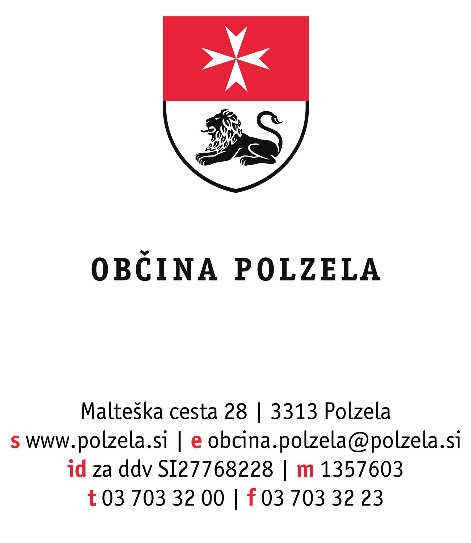 OBČINA POLZELA
Malteška cesta 28 | 3313 Polzela
s www.polzela.si | e obcina.polzela@polzela.si
id za ddv SI27768228 | m 1357603
t 03 703 32 00 | f 03 703 32 23